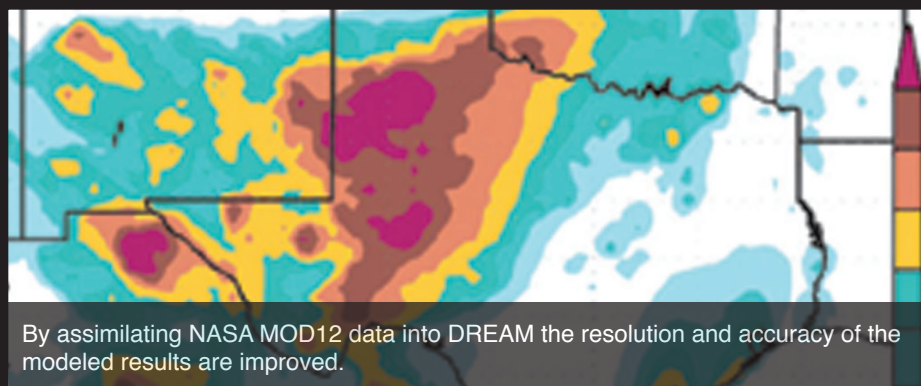 By assimilating NASA MOD12 data into DREAM the resolution and accuracy of the
modeled results are improved.